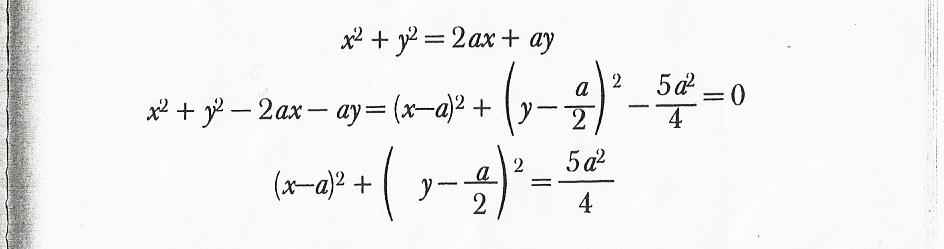 x² + y² = 2ax + ay
x² + y² − 2ax − ay = (x−a)² + (y − a/2)² − 5a²/4 = 0
(x−a)² + ( y − a/2)² = 5a²/4